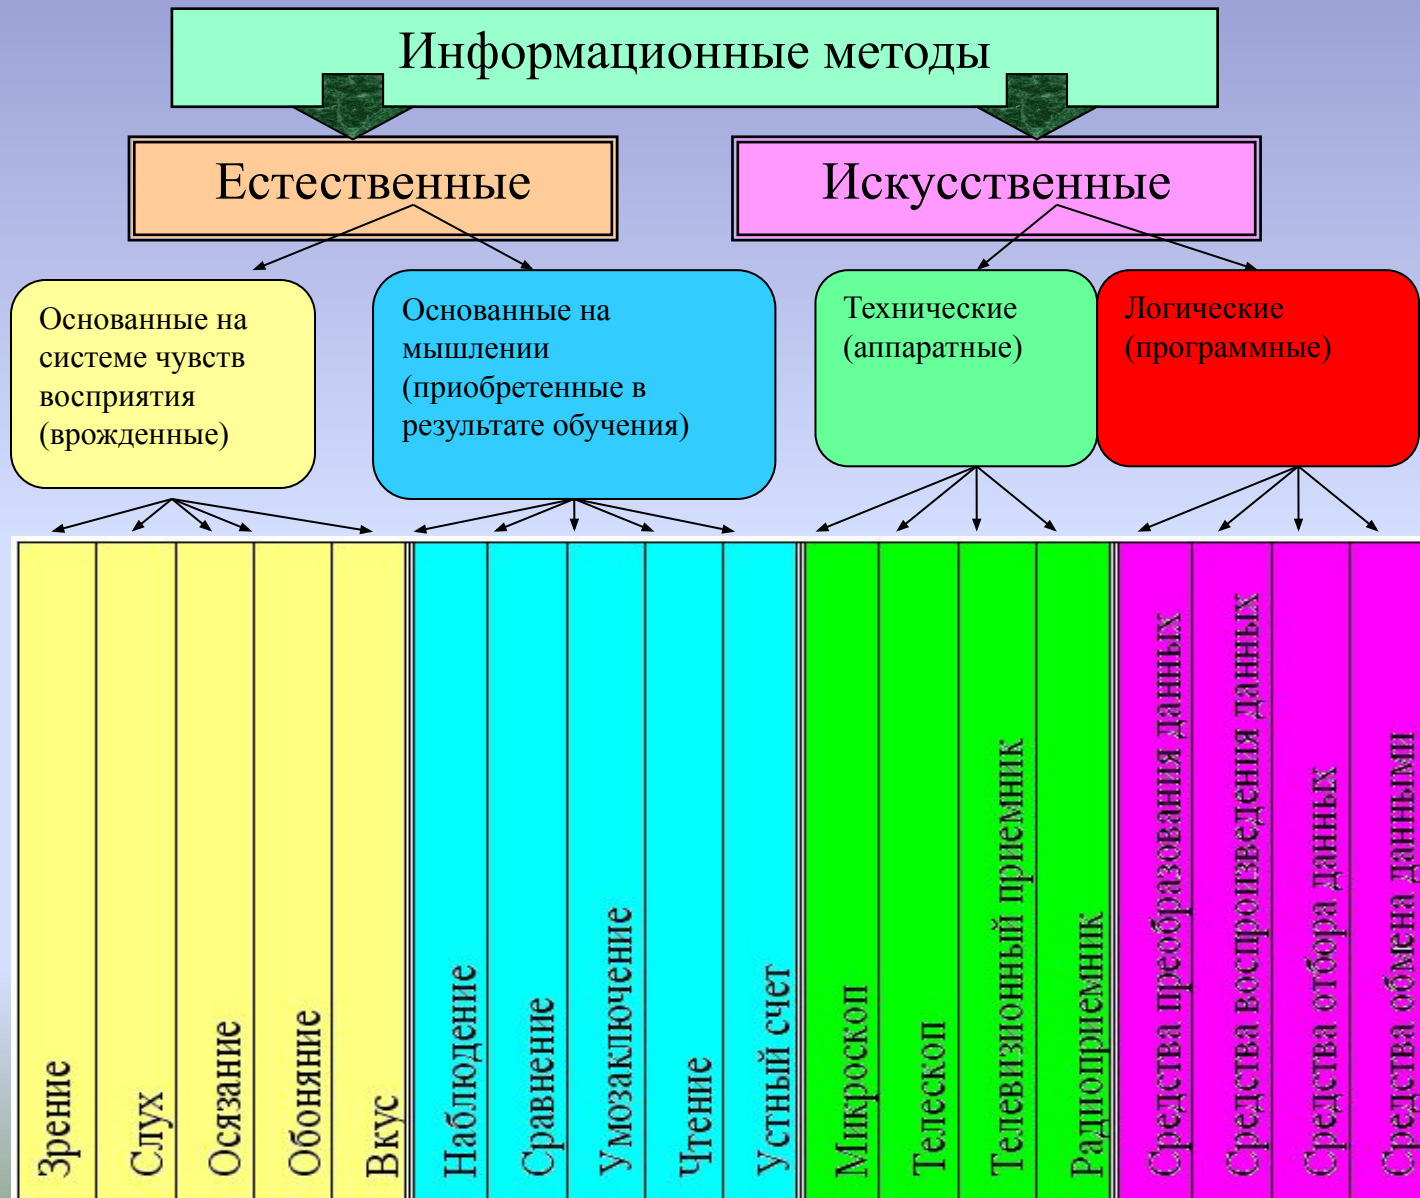 Информационные методы
Естественные
Искусственные
Основанные на
системе чувств
восприятия
(врожденные)
Основанные на
мышлении
(приобретенные в
результате обучения)
Технические
(аппаратные)
Логические
(программные)
Зрение
Слух
Осязание
Обоняние
Вкус
Наблюдение
Сравнение
Умозаключение
Чтение
Устный счет
Микроскоп
Телескоп
Телевизионный приемник
Радиоприемник
Средства преобразования данных
Средства воспроизведения данных
Средства отбора данных
Средства обмена данными